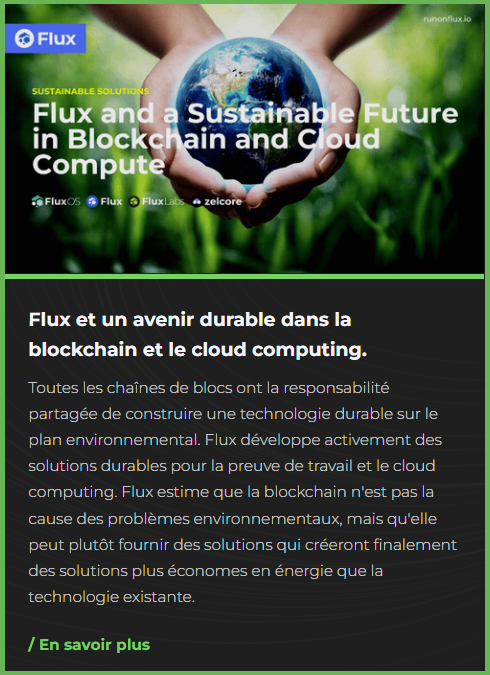 runonflux.io
Flux
SUSTAINABLE SOLUTIONS
Flux and a Sustainable Future
in Blockchain and Cloud
Compute
FluxOS Flux FluxLabs zelcore
Flux et un avenir durable dans la
blockchain et le cloud computing.
Toutes les chaînes de blocs ont la responsabilité
partagée de construire une technologie durable sur le
plan environnemental. Flux développe activement des
solutions durables pour la preuve de travail et le cloud
computing. Flux estime que la blockchain n'est pas la
cause des problèmes environnementaux, mais qu'elle
peut plutôt fournir des solutions qui créeront finalement
des solutions plus économes en énergie que la
technologie existante.
/ En savoir plus